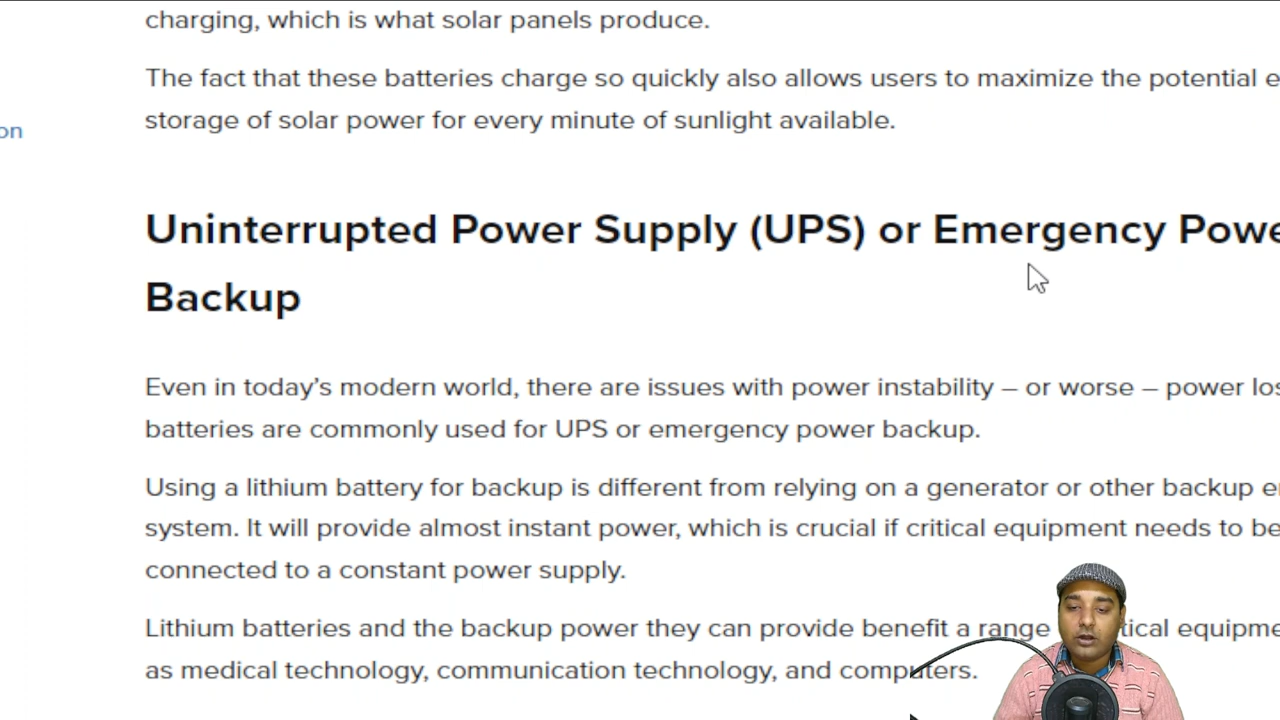 charging, which is what solar panels produce.
The fact that these batteries charge so quickly also allows users to maximize the potential
storage of solar power for every minute of sunlight available.
on
Uninterrupted Power Supply (UPS) or Emergency
Backup
Even in today’s modern world, there are issues with power instability – or worse – power
batteries are commonly used for UPS or emergency power backup.
Using a lithium battery for backup is different from relying on a generator or other backup
system. It will provide almost instant power, which is crucial if critical equipment needs to be
connected to a constant power supply.
Lithium batteries and the backup power they can provide benefit a range
as medical technology, communication technology, and computers.